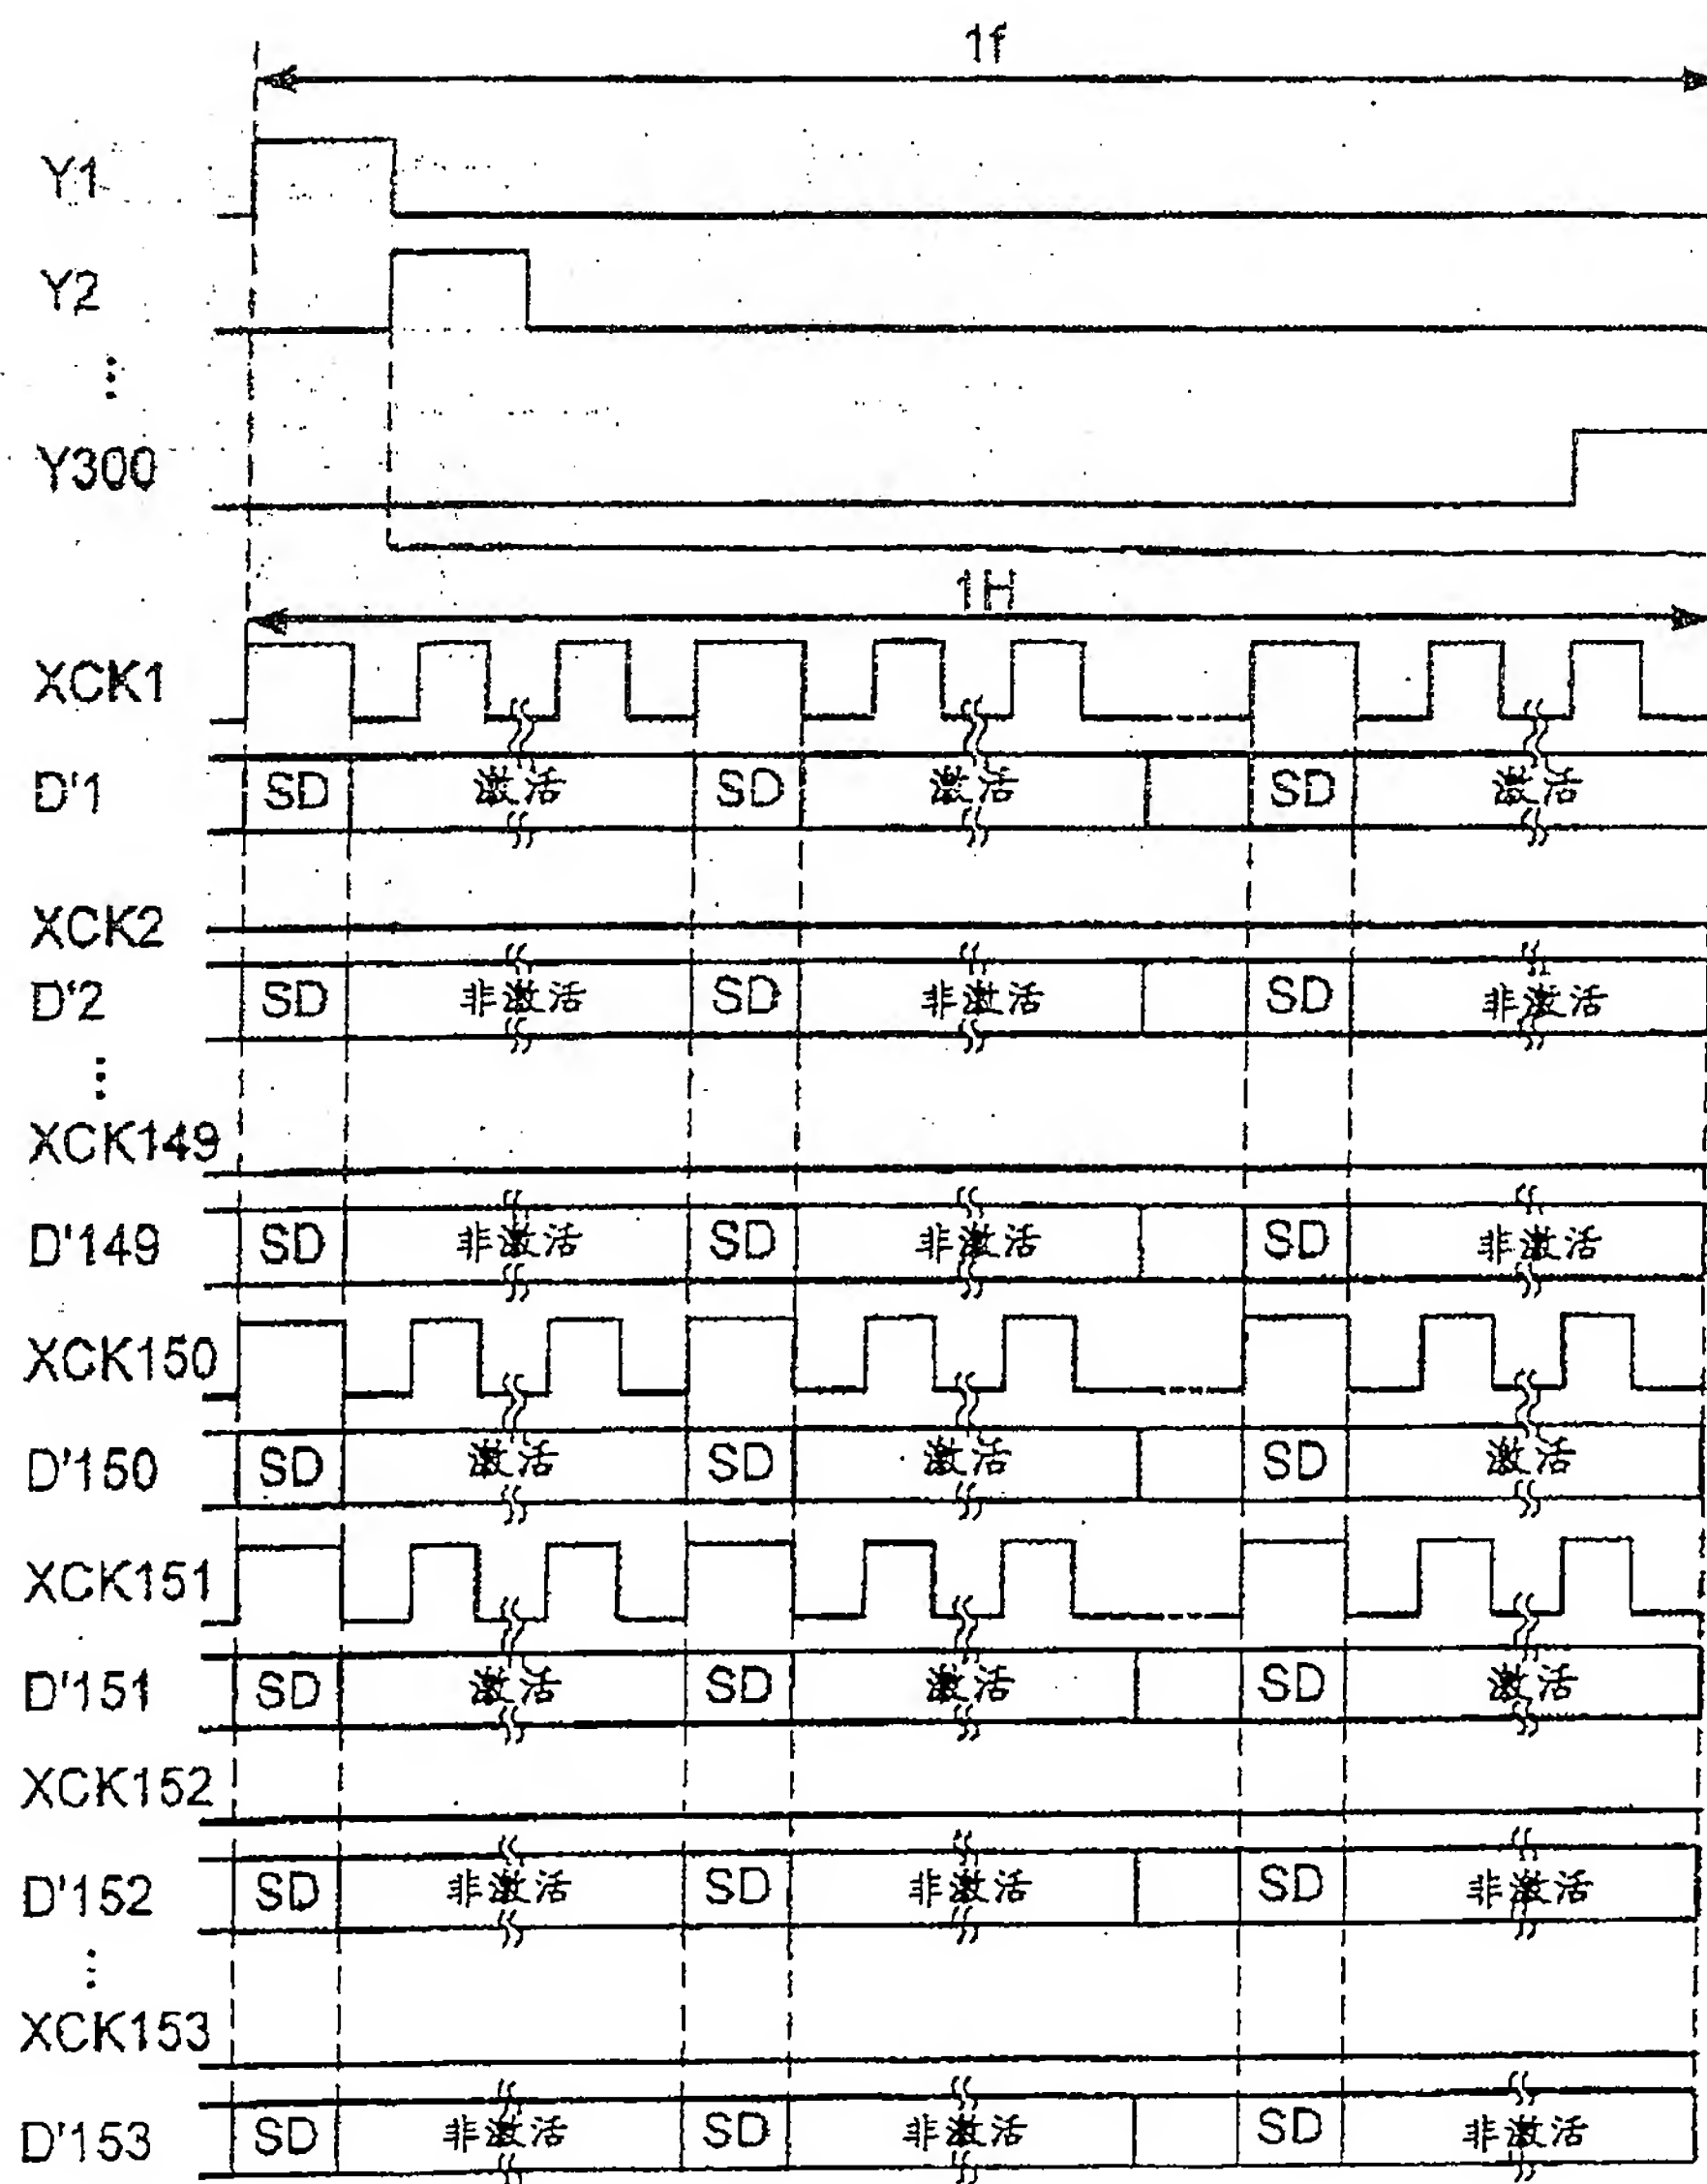 1f
Y1
Y2
⋮
Y300
1H
XCK1
D'1 SD 激活 SD 激活 SD 激活
XCK2
D'2 SD 非激活 SD 非激活 SD 非激活
⋮
XCK149
D'149 SD 非激活 SD 非激活 SD 非激活
XCK150
D'150 SD 激活 SD 激活 SD 激活
XCK151
D'151 SD 激活 SD 激活 SD 激活
XCK152
D'152 SD 非激活 SD 非激活 SD 非激活
⋮
XCK153
D'153 SD 非激活 SD 非激活 SD 非激活